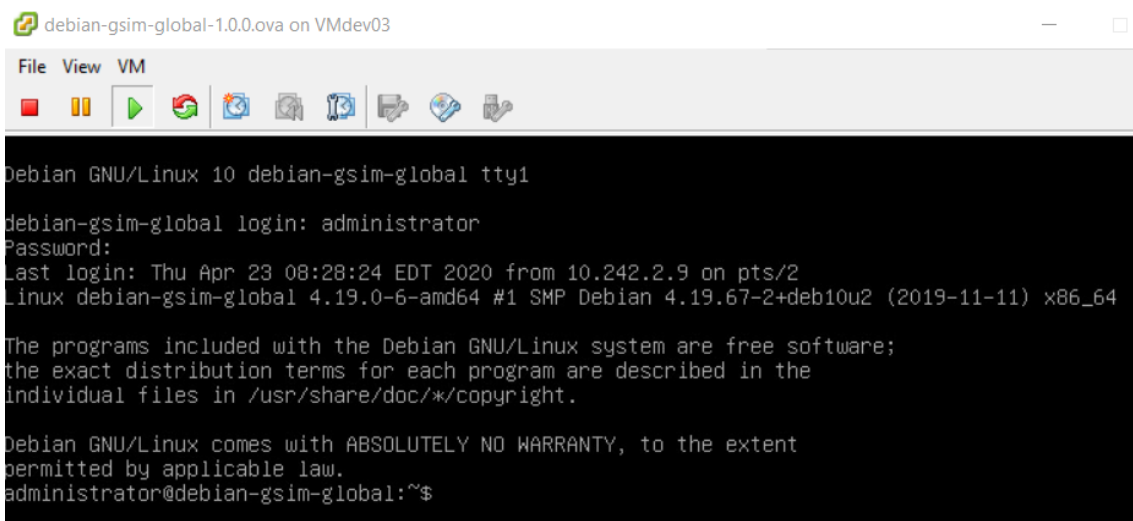 debian-gsim-global-1.0.0.ova on VMdev03
File View VM
Debian GNU/Linux 10 debian-gsim-global tty1
debian-gsim-global login: administrator
Password:
Last login: Thu Apr 23 08:28:24 EDT 2020 from 10.242.2.9 on pts/2
Linux debian-gsim-global 4.19.0-6-amd64 #1 SMP Debian 4.19.67-2+deb10u2 (2019-11-11) x86_64
The programs included with the Debian GNU/Linux system are free software;
the exact distribution terms for each program are described in the
individual files in /usr/share/doc/*/copyright.
Debian GNU/Linux comes with ABSOLUTELY NO WARRANTY, to the extent
permitted by applicable law.
administrator@debian-gsim-global:~$